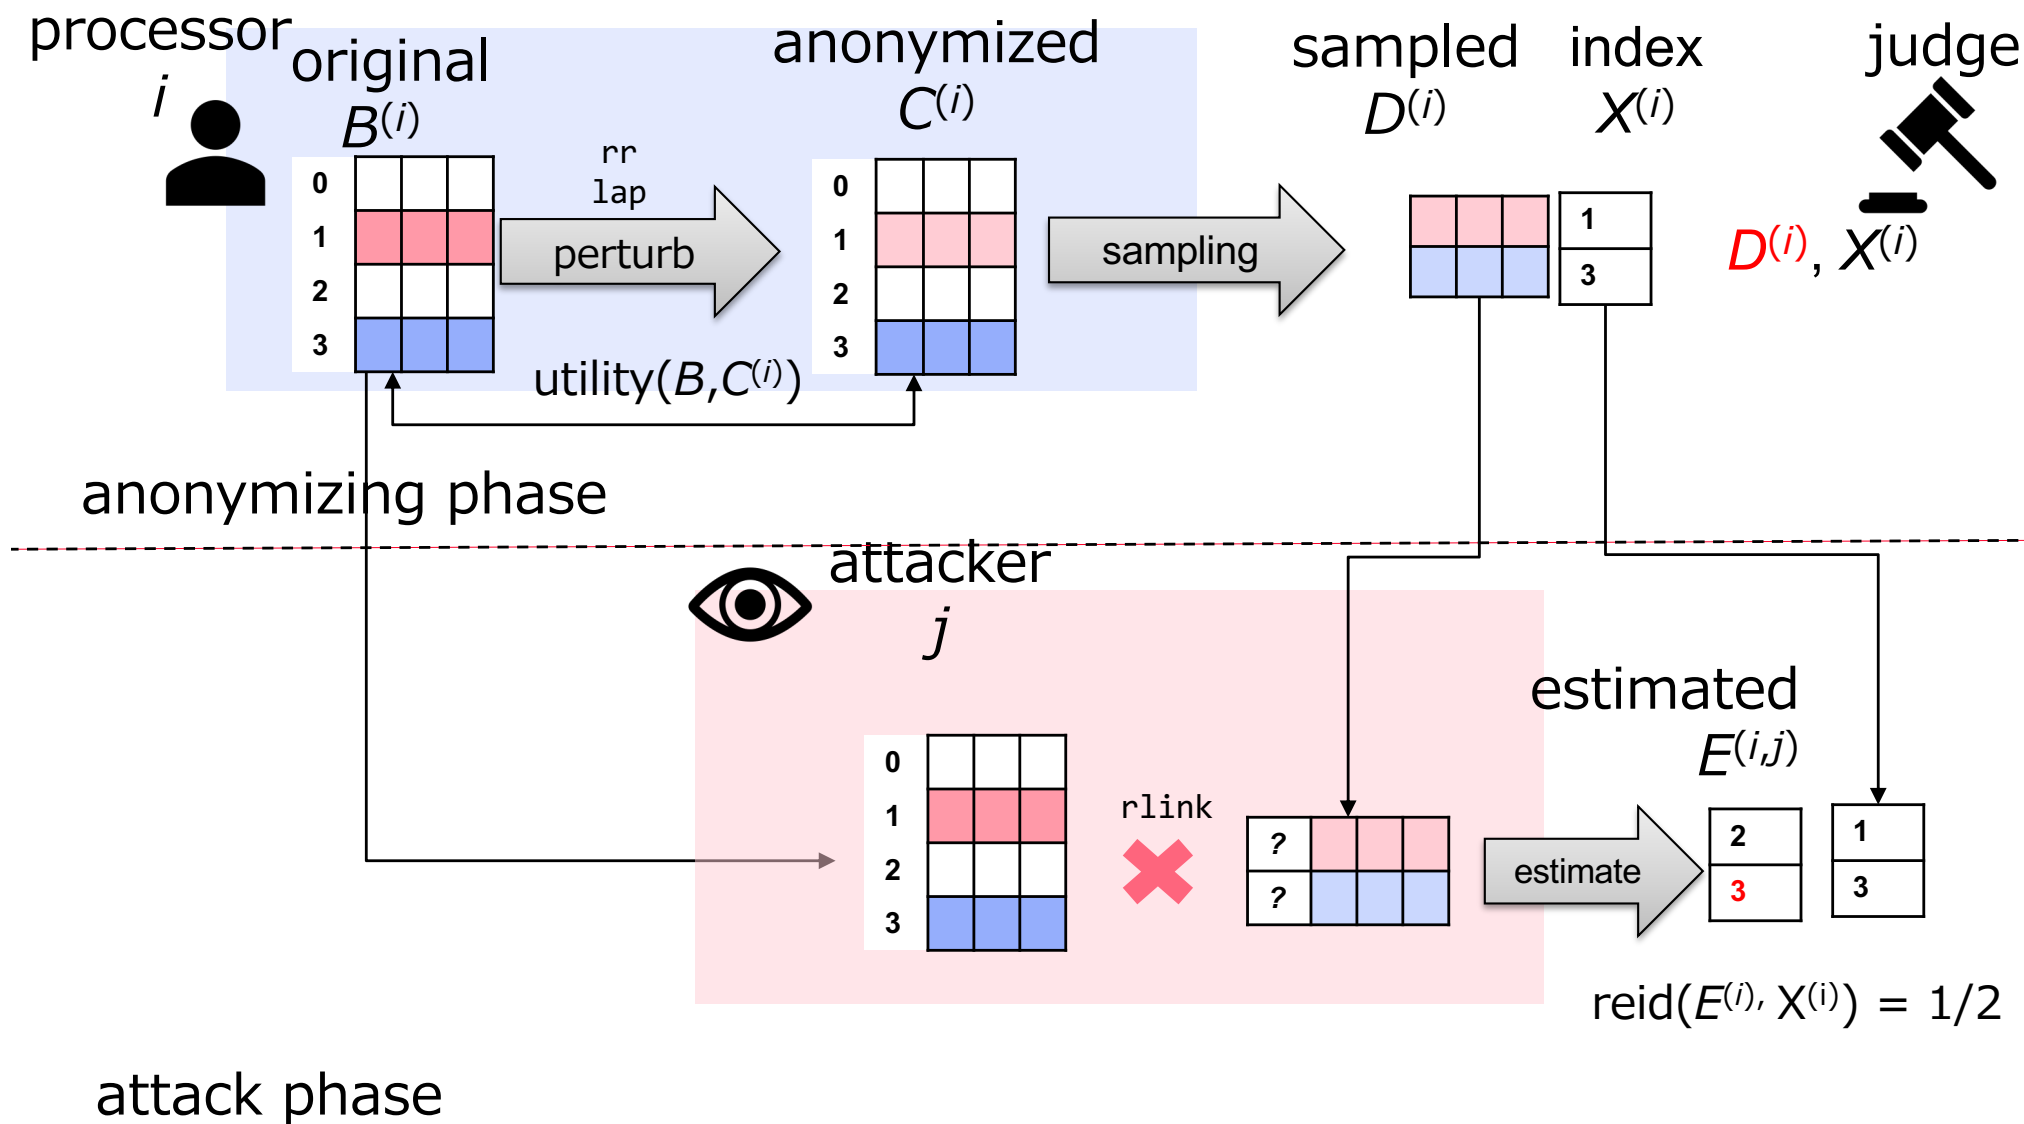 processor
i
original
B(i)
0
1
2
3
rr
lap
perturb
anonymized
C(i)
0
1
2
3
utility(B,C(i))
sampling
sampled
D(i)
index
X(i)
1
3
judge
D(i), X(i)
anonymizing phase
attacker
j
0
1
2
3
rlink
?
?
estimate
estimated
E(i,j)
2
3
1
3
reid(E(i), X(i)) = 1/2
attack phase